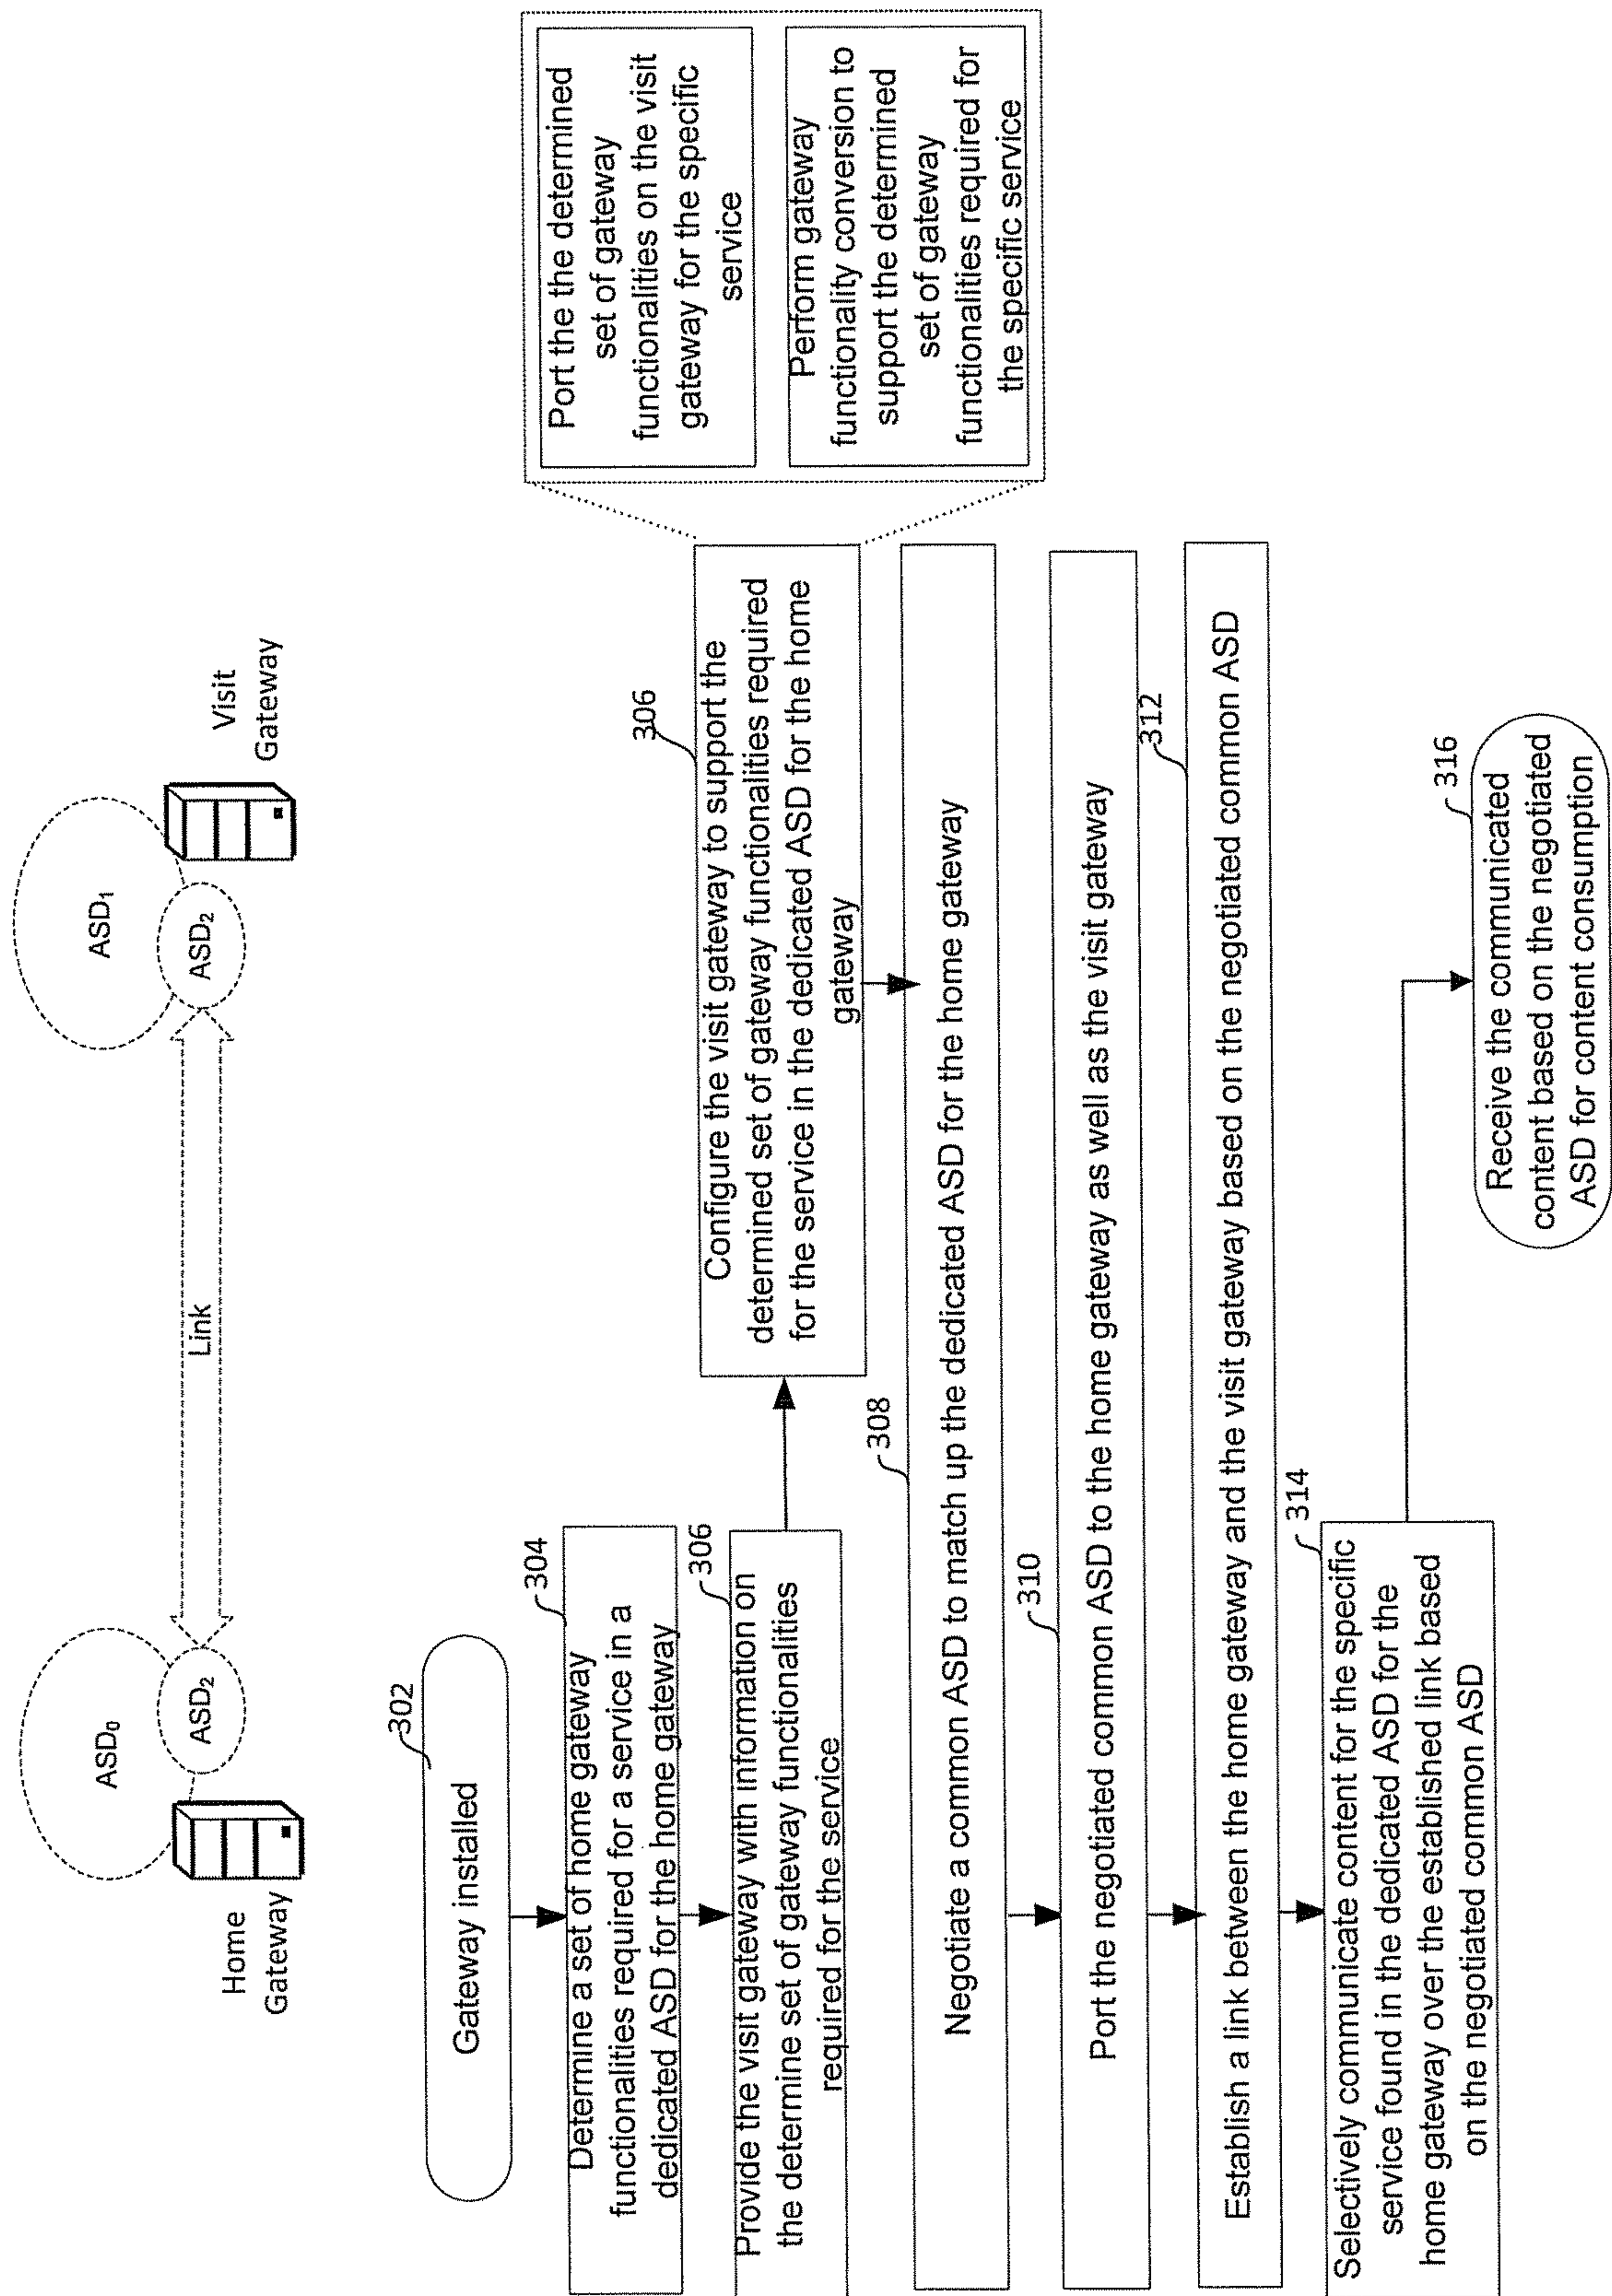 ASD₀
ASD₂
Home
Gateway
Link
ASD₁
ASD₂
Visit
Gateway
302
Gateway installed
304
Determine a set of home gateway
functionalities required for a service in a
dedicated ASD for the home gateway
306
Provide the visit gateway with information on
the determine set of gateway functionalities
required for the service
306
Configure the visit gateway to support the
determined set of gateway functionalities required
for the service in the dedicated ASD for the home
gateway
Port the the determined
set of gateway
functionalities on the visit
gateway for the specific
service
Perform gateway
functionality conversion to
support the determined
set of gateway
functionalities required for
the specific service
308
Negotiate a common ASD to match up the dedicated ASD for the home gateway
310
Port the negotiated common ASD to the home gateway as well as the visit gateway
312
Establish a link between the home gateway and the visit gateway based on the negotiated common ASD
314
Selectively communicate content for the specific
service found in the dedicated ASD for the
home gateway over the established link based
on the negotiated common ASD
316
Receive the communicated
content based on the negotiated
ASD for content consumption